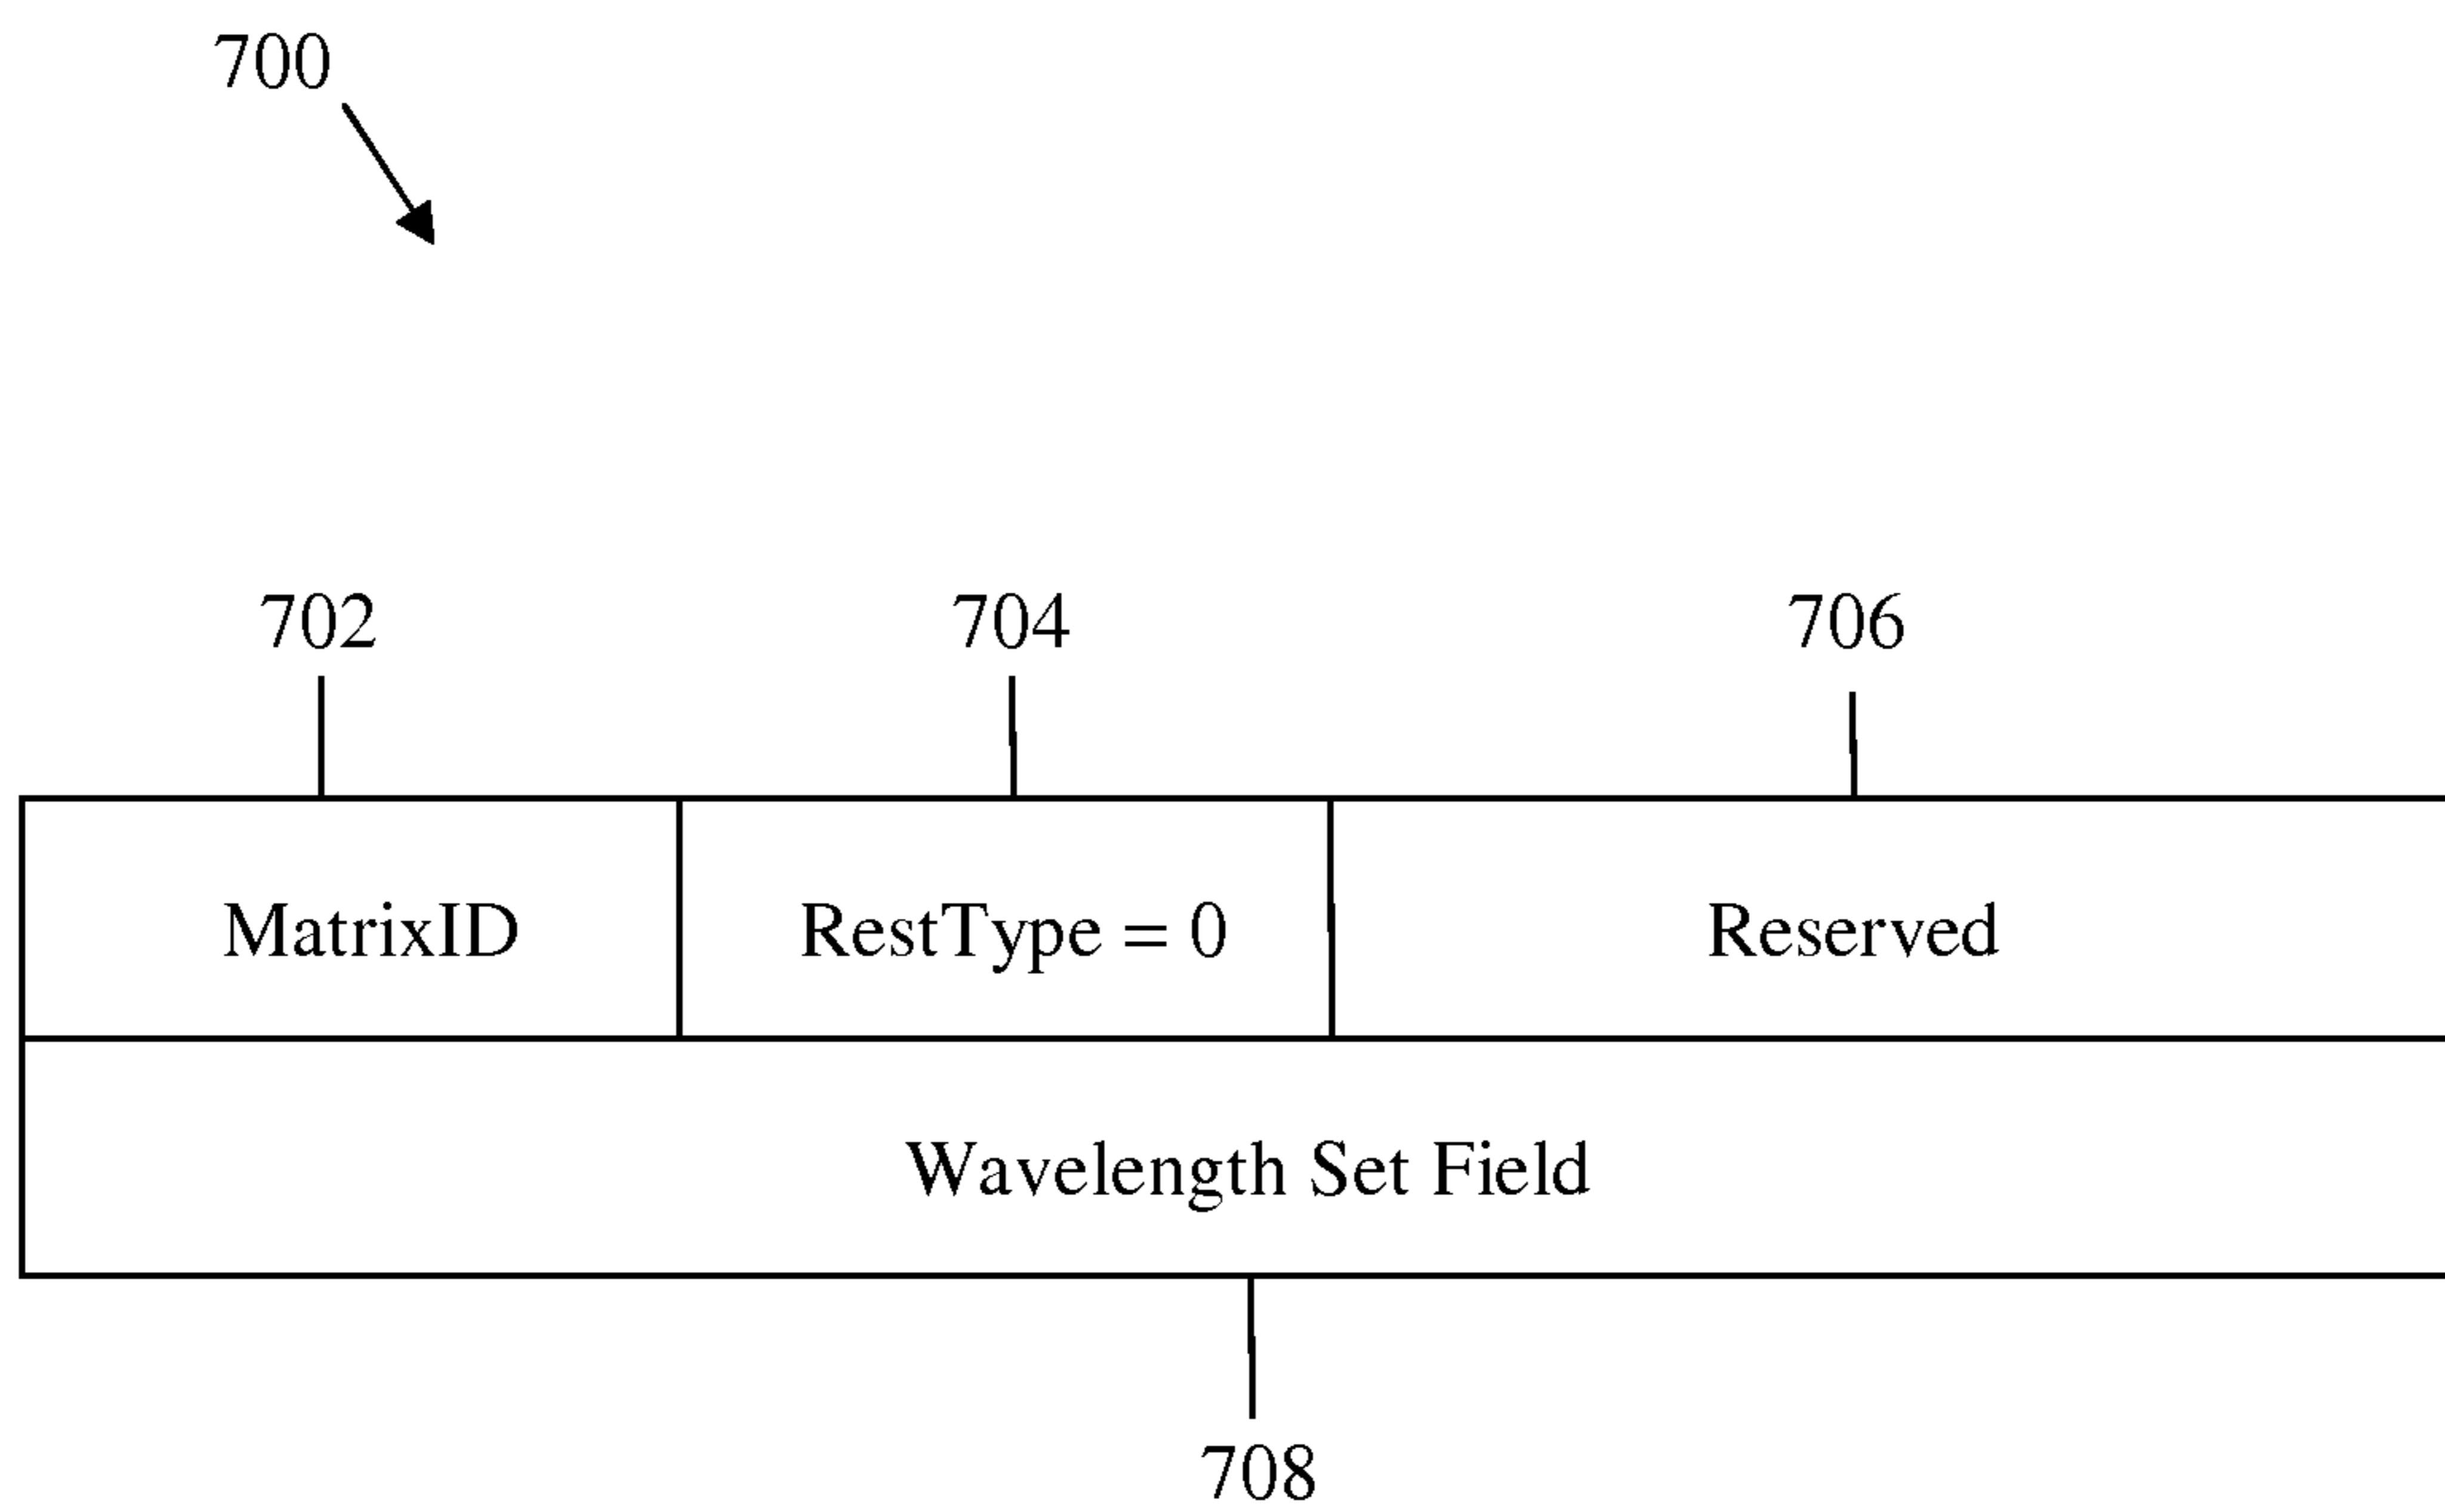 700
702 704 706
MatrixID RestType = 0 Reserved
Wavelength Set Field
708